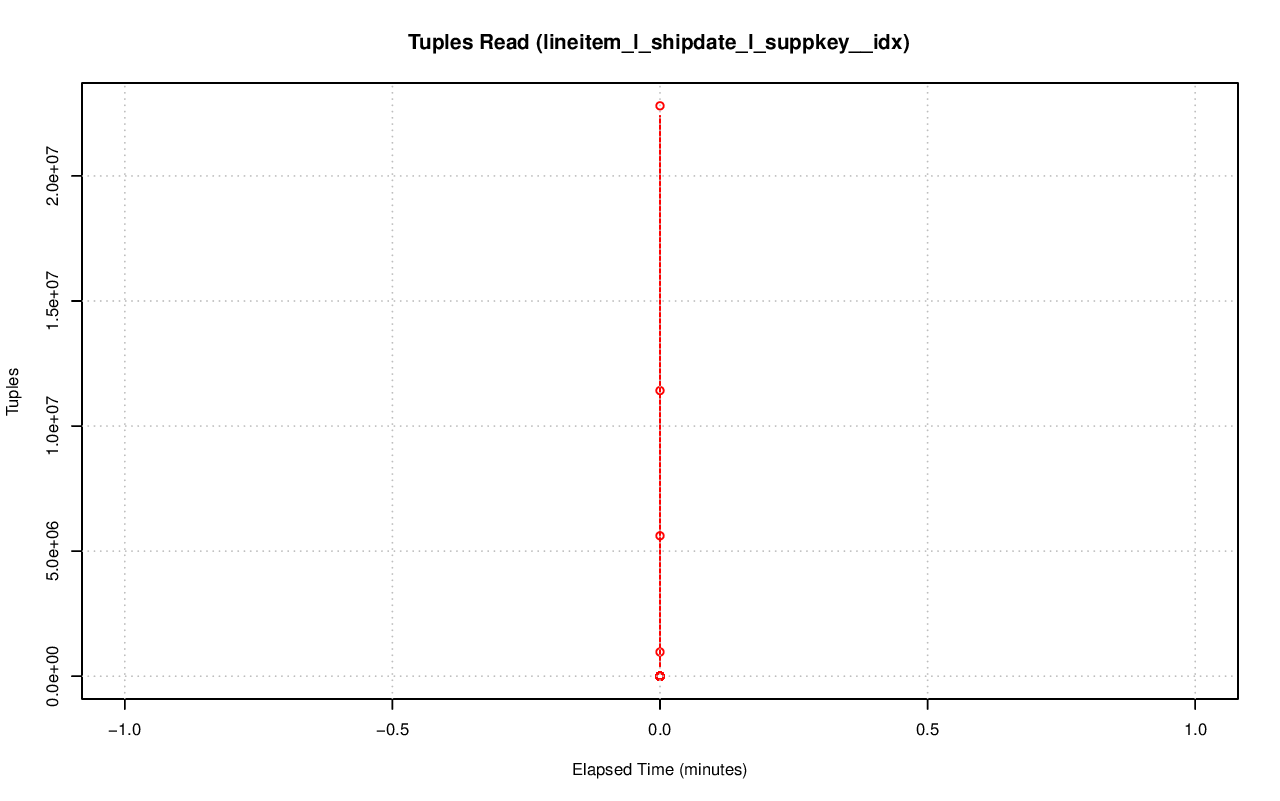 Tuples Read (lineitem_l_shipdate_l_suppkey__idx)
2.0e+07
1.5e+07
1.0e+07
5.0e+06
0.0e+00
Tuples
−1.0 −0.5 0.0 0.5 1.0
Elapsed Time (minutes)